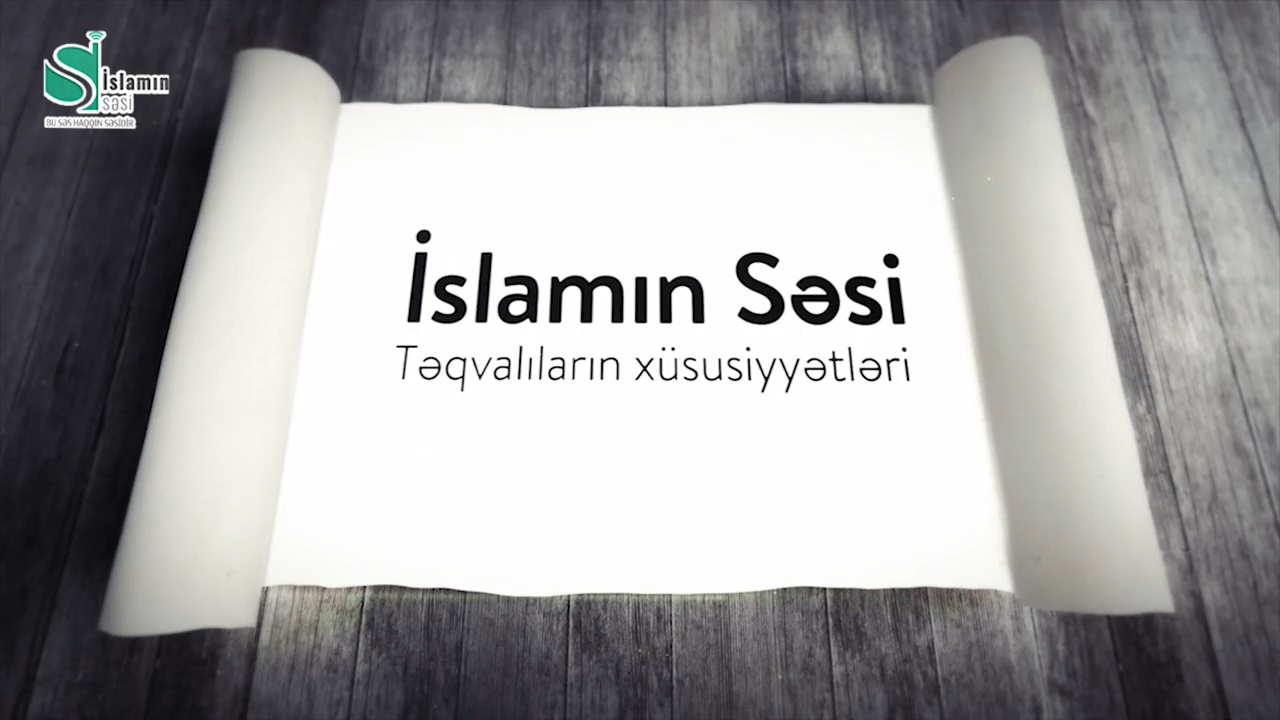 İslamın
səsi
BU SƏS HAQQIN SƏSİDİR
İslamın Səsi
Təqvalıların xüsusiyyətləri